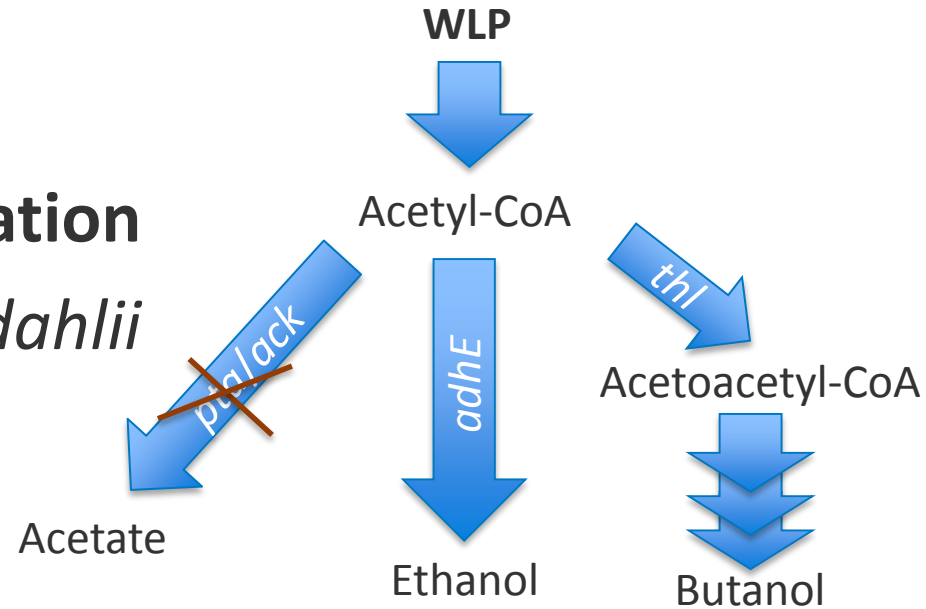 WLP
Acetyl-CoA
ation
dahlii
pta/ack
adhE
thl
Acetoacetyl-CoA
Acetate
Ethanol
Butanol